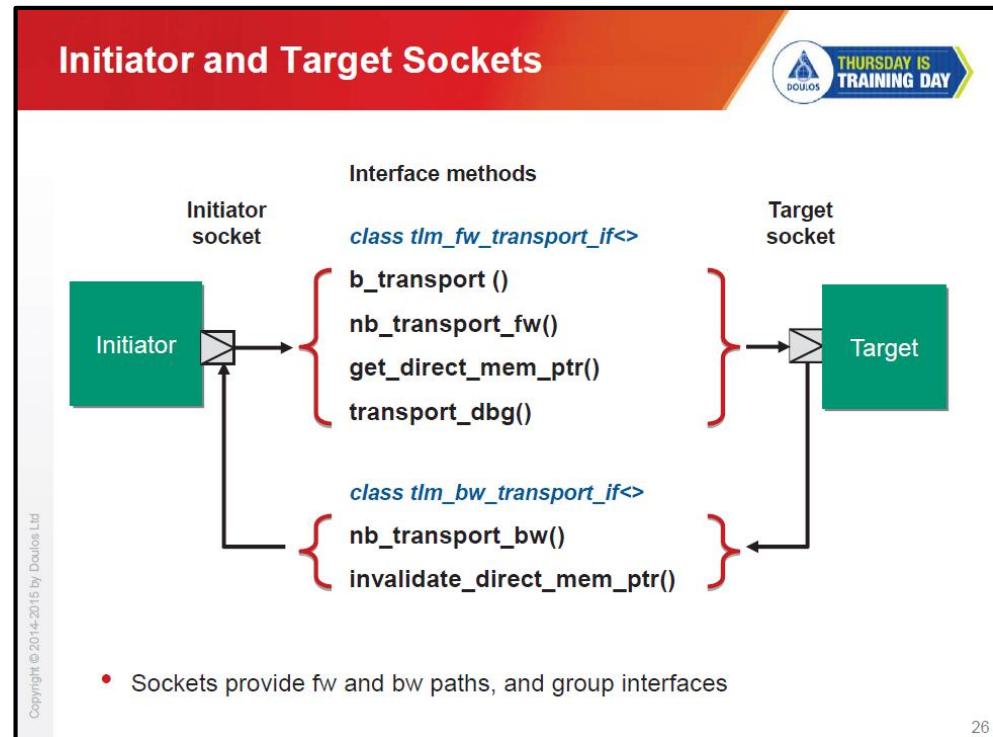 Initiator and Target Sockets
DOULOS
THURSDAY IS
TRAINING DAY
Interface methods
Initiator
socket
Target
socket
class tlm_fw_transport_if<>
b_transport ()
nb_transport_fw()
get_direct_mem_ptr()
transport_dbg()
Initiator
Target
class tlm_bw_transport_if<>
nb_transport_bw()
invalidate_direct_mem_ptr()
• Sockets provide fw and bw paths, and group interfaces
Copyright © 2014-2015 by Doulos Ltd
26